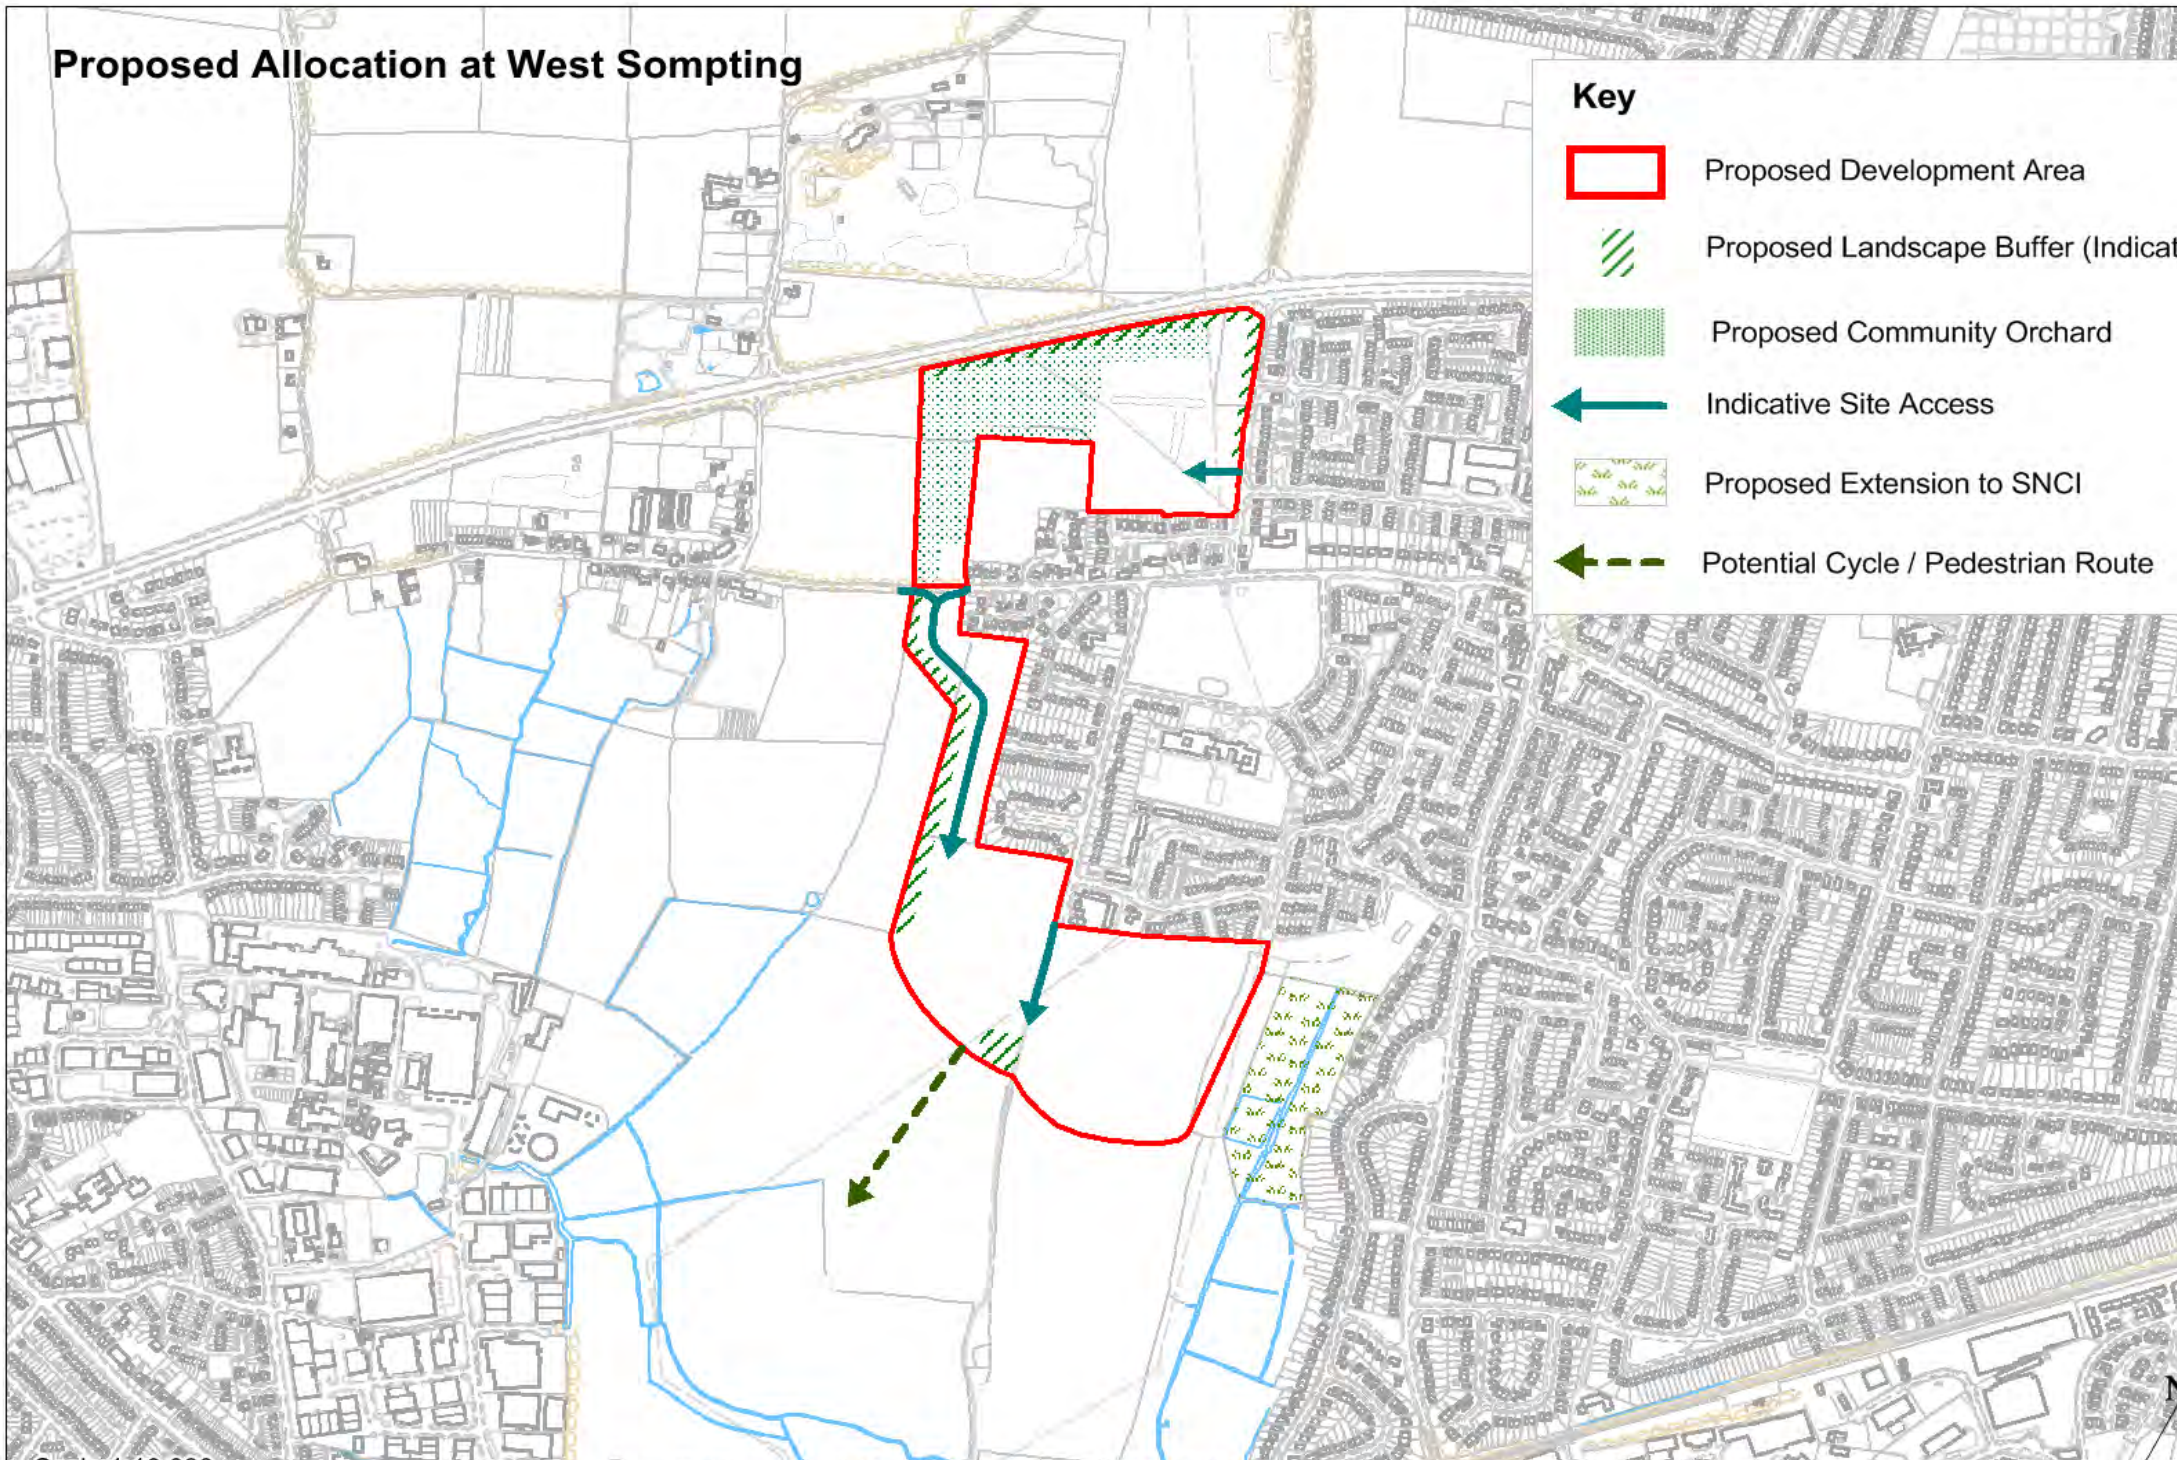 Proposed Allocation at West Sompting
Key
Proposed Development Area
Proposed Landscape Buffer (Indicat
Proposed Community Orchard
Indicative Site Access
Proposed Extension to SNCI
Potential Cycle / Pedestrian Route
N